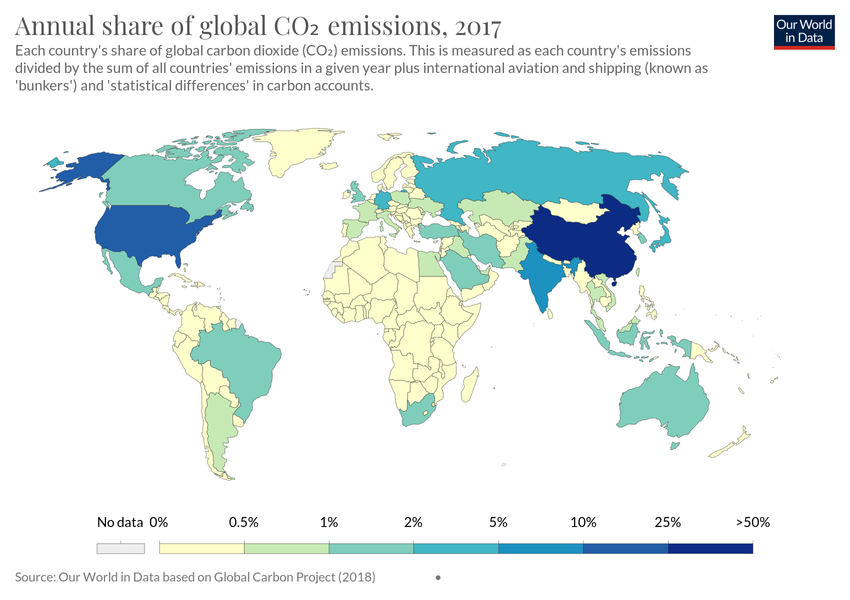 Annual share of global CO₂ emissions, 2017
Our World
in Data
Each country's share of global carbon dioxide (CO₂) emissions. This is measured as each country's emissions
divided by the sum of all countries' emissions in a given year plus international aviation and shipping (known as
'bunkers') and 'statistical differences' in carbon accounts.
No data 0% 0.5% 1% 2% 5% 10% 25% >50%
Source: Our World in Data based on Global Carbon Project (2018) •